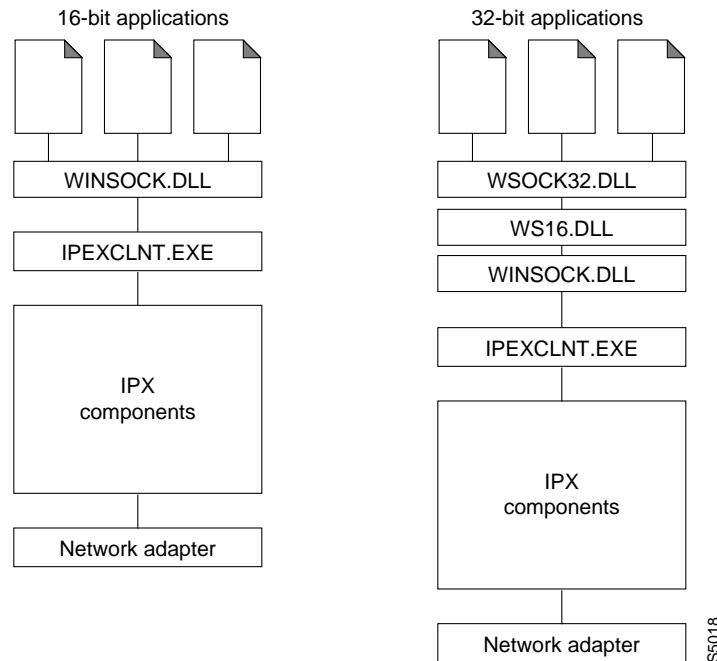 16-bit applications
WINSOCK.DLL
IPEXCLNT.EXE
IPX
components
Network adapter
32-bit applications
WSOCK32.DLL
WS16.DLL
WINSOCK.DLL
IPEXCLNT.EXE
IPX
components
Network adapter
S5018